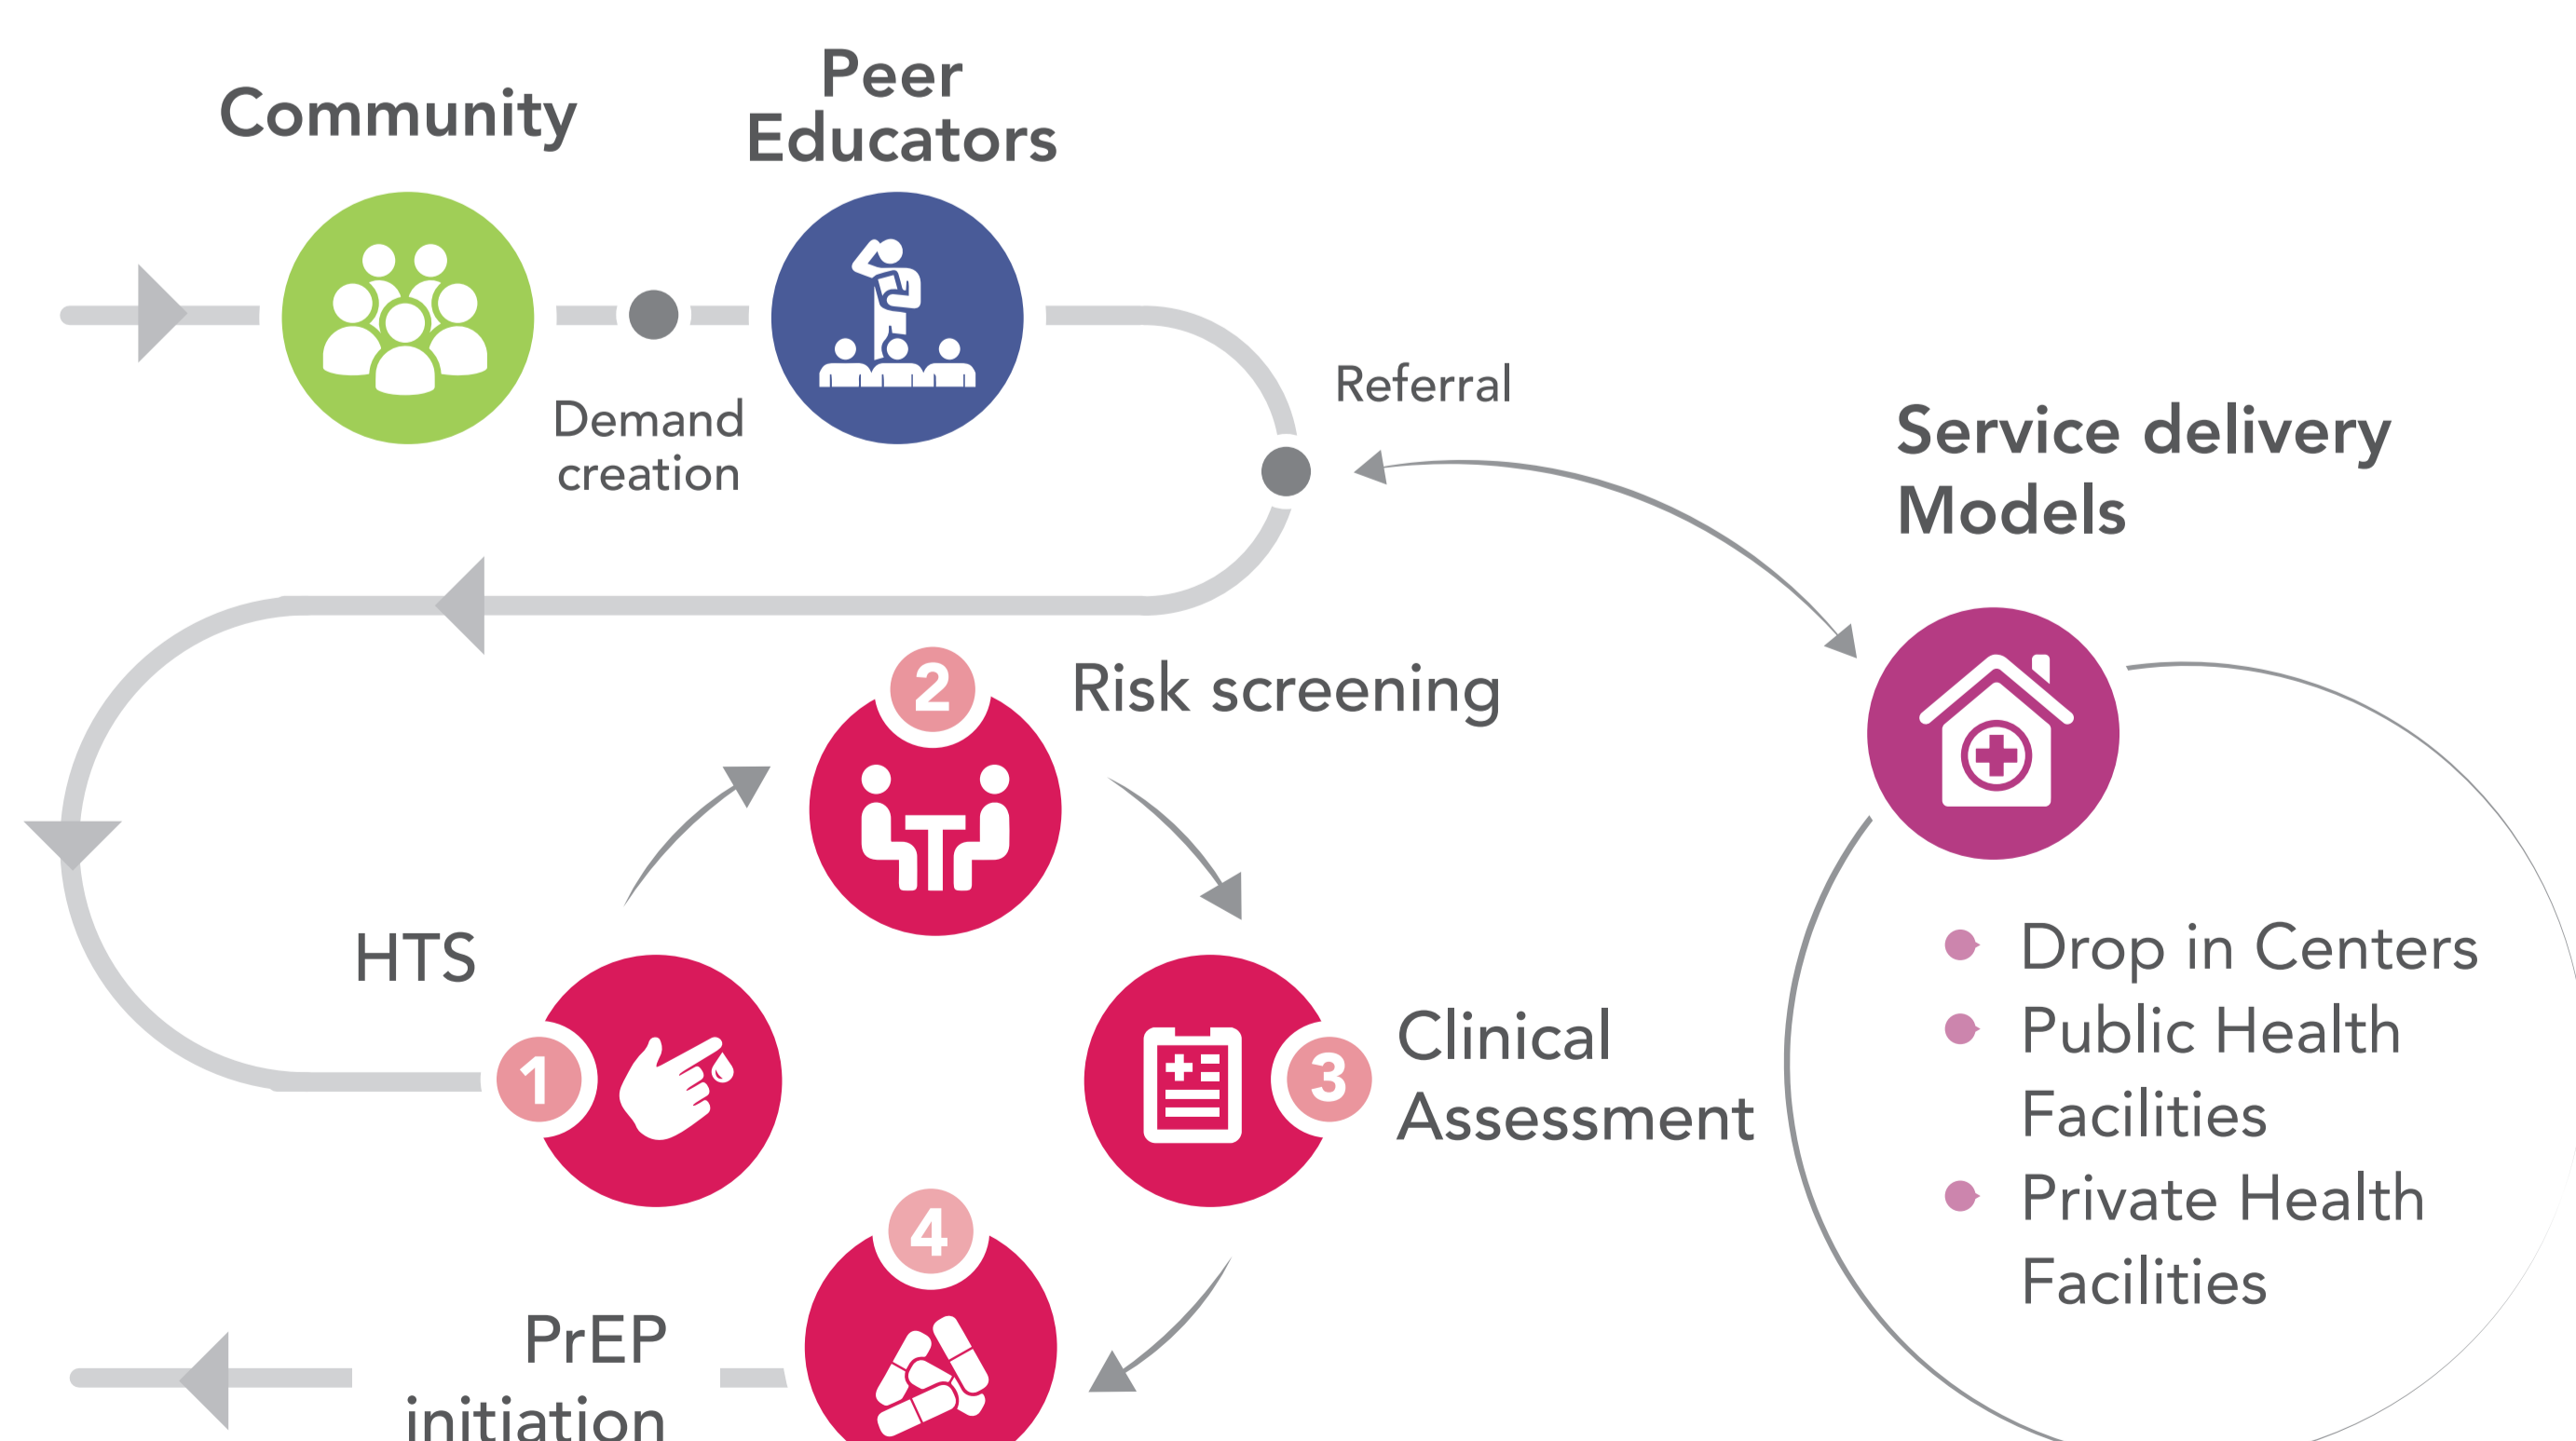 Community
Peer
Educators
Demand
creation
Referral
Service delivery
Models
2
Risk screening
HTS
1
Clinical
Assessment
3
4
PrEP
initiation
Drop in Centers
Public Health
Facilities
Private Health
Facilities